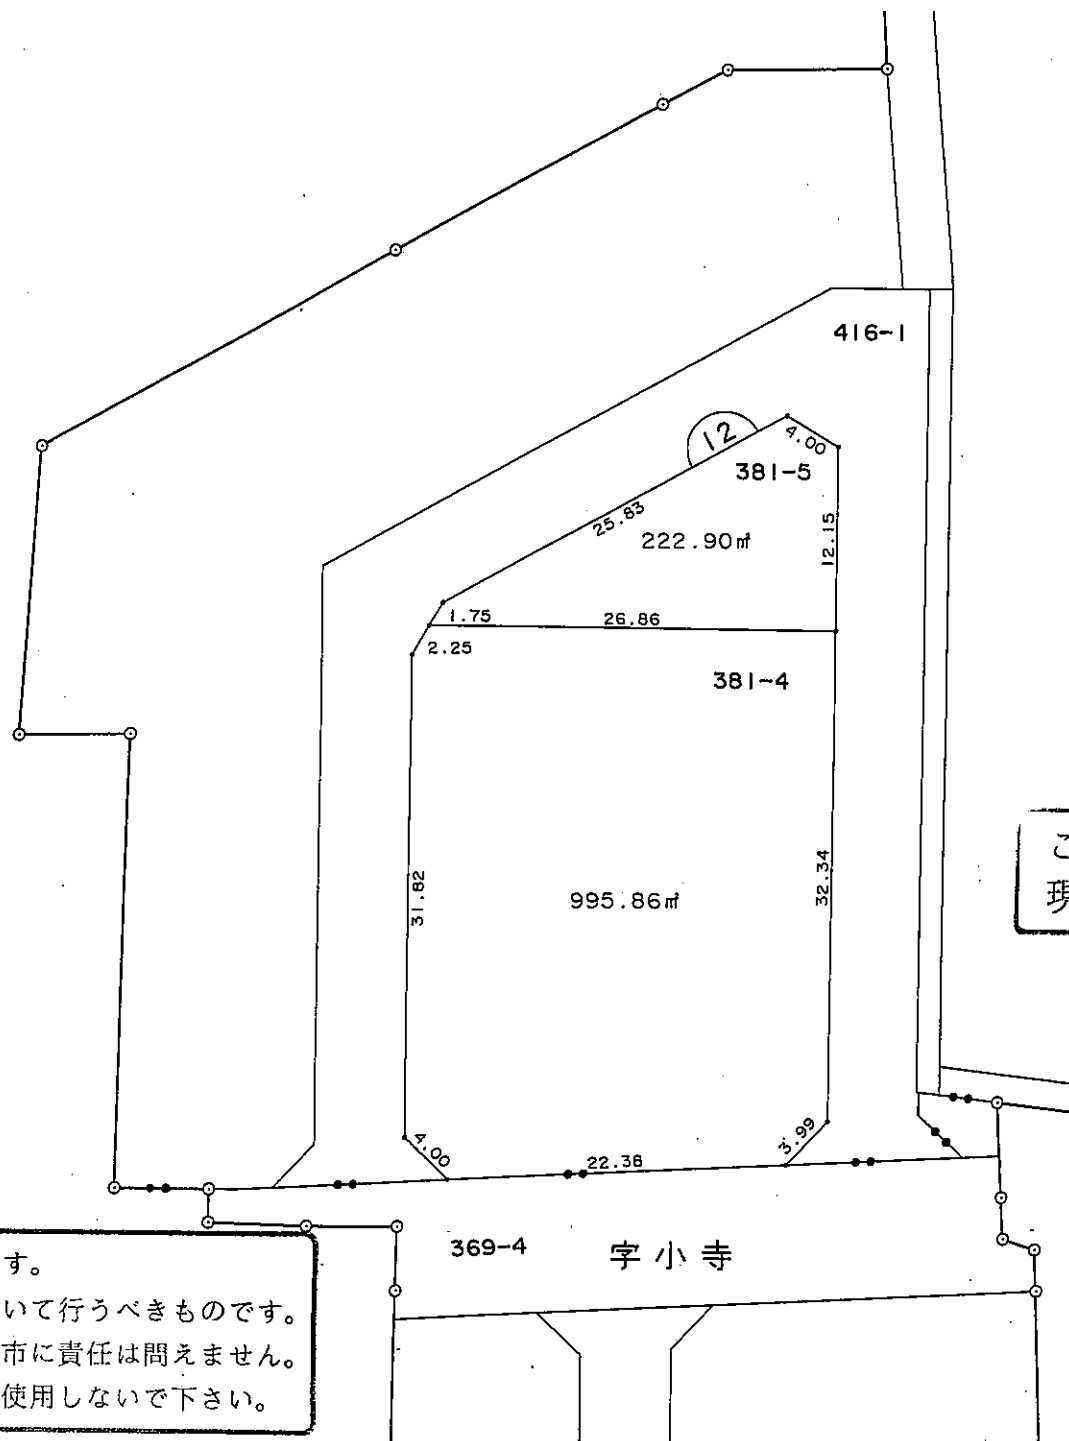 416-1
12
4.00
381-5
25.83
222.90㎡
12.15
1.75
26.86
2.25
381-4
31.82
995.86㎡
32.34
4.00
22.38
3.99
369-4
字小寺
す。
いて行うべきものです。
市に責任は問えません。
使用しないで下さい。
こ
現